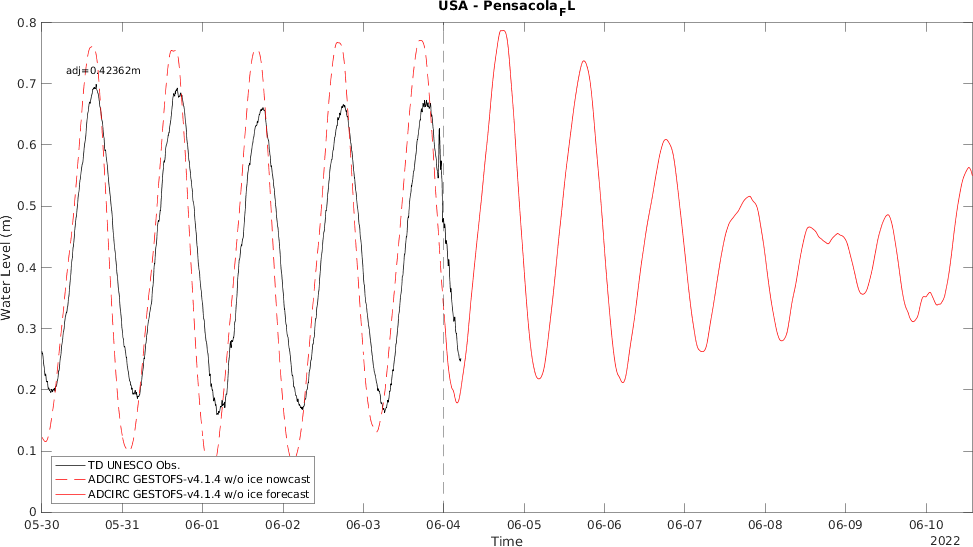 USA - Pensacola_FL
adj=0.42362m
0.8
0.7
0.6
0.5
0.4
0.3
0.2
0.1
0
Water Level (m)
TD UNESCO Obs.
ADCIRC GESTOFS-v4.1.4 w/o ice nowcast
ADCIRC GESTOFS-v4.1.4 w/o ice forecast
05-30 05-31 06-01 06-02 06-03 06-04 06-05 06-06 06-07 06-08 06-09 06-10
Time
2022